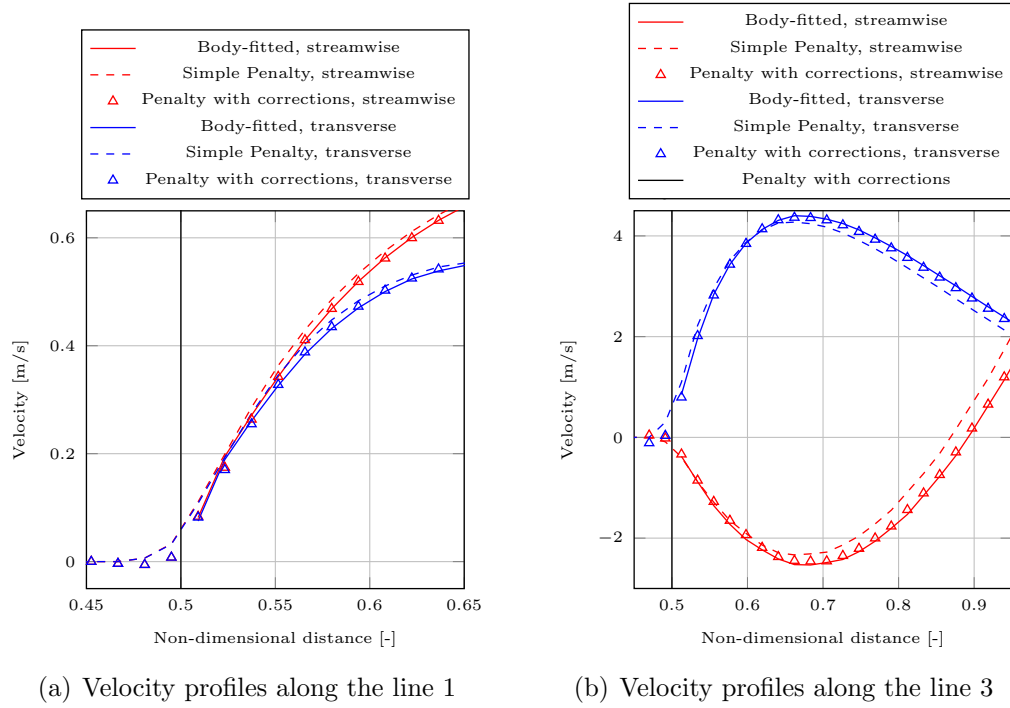 Body-fitted, streamwise
Simple Penalty, streamwise
Penalty with corrections, streamwise
Body-fitted, transverse
Simple Penalty, transverse
Penalty with corrections, transverse
0.6
0.4
0.2
0
Velocity [m/s]
0.45 0.5 0.55 0.6 0.65
Non-dimensional distance [-]
(a) Velocity profiles along the line 1
Body-fitted, streamwise
Simple Penalty, streamwise
Penalty with corrections, streamwise
Body-fitted, transverse
Simple Penalty, transverse
Penalty with corrections, transverse
Penalty with corrections
4
2
0
−2
Velocity [m/s]
0.5 0.6 0.7 0.8 0.9
Non-dimensional distance [-]
(b) Velocity profiles along the line 3